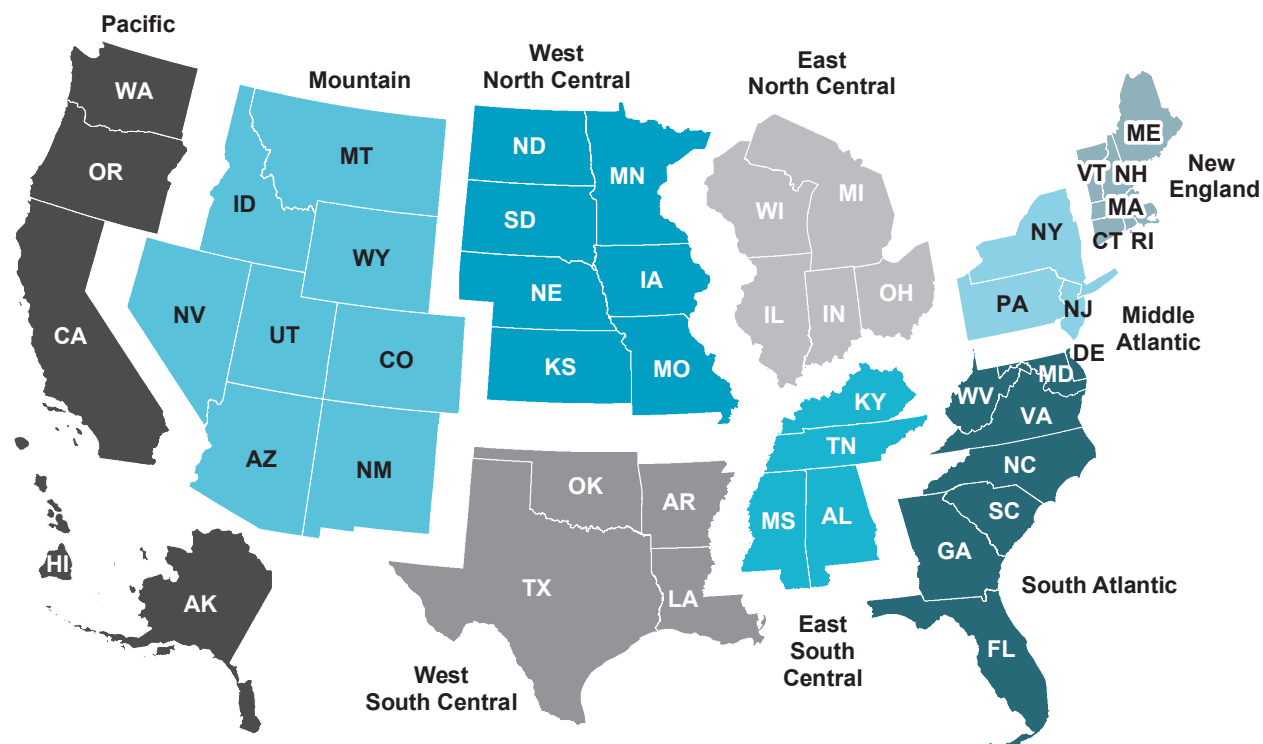 Pacific
WA
OR
CA
HI
AK
Mountain
MT
ID
WY
NV
UT
CO
AZ
NM
West
North Central
ND
MN
SD
IA
NE
KS
MO
East
North Central
WI
MI
IL
IN
OH
New
England
ME
VT
NH
MA
CT
RI
Middle
Atlantic
NY
PA
NJ
South Atlantic
DE
MD
WV
VA
NC
SC
GA
FL
East
South
Central
KY
TN
MS
AL
West
South Central
OK
AR
TX
LA